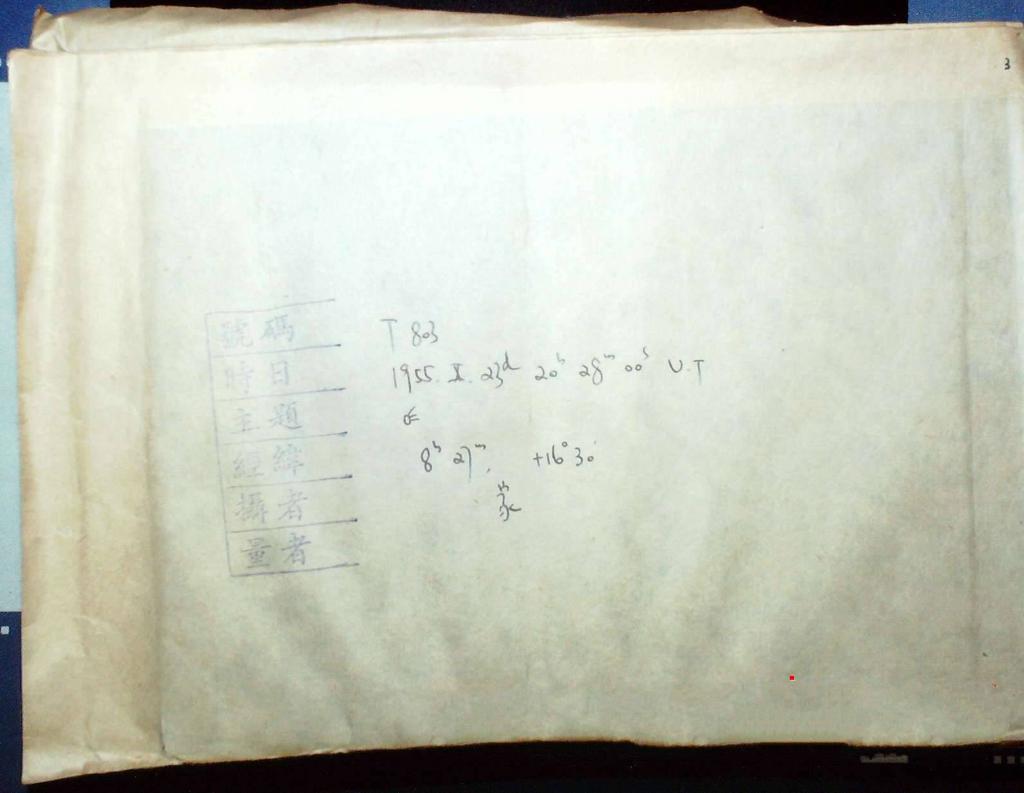 3
號碼 T 803
時日 1955. X. 23ᵈ 20ʰ 28ᵐ 00ˢ U.T
主題
經緯 8ʰ 27ᵐ, +16° 30'
攝者
量者